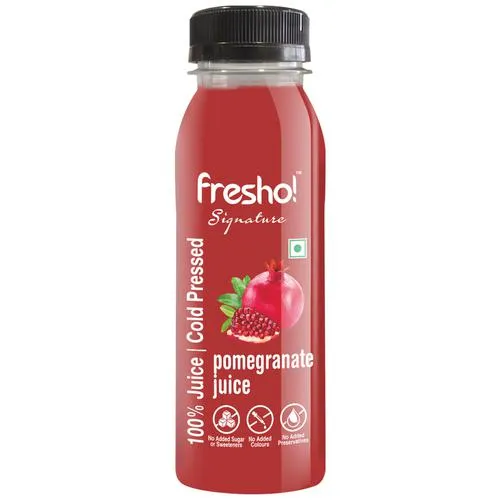 fresho!™
Signature
100% Juice | Cold Pressed
pomegranate
juice
No Added Sugar
or Sweeteners
No Added
Colours
No Added
Preservatives